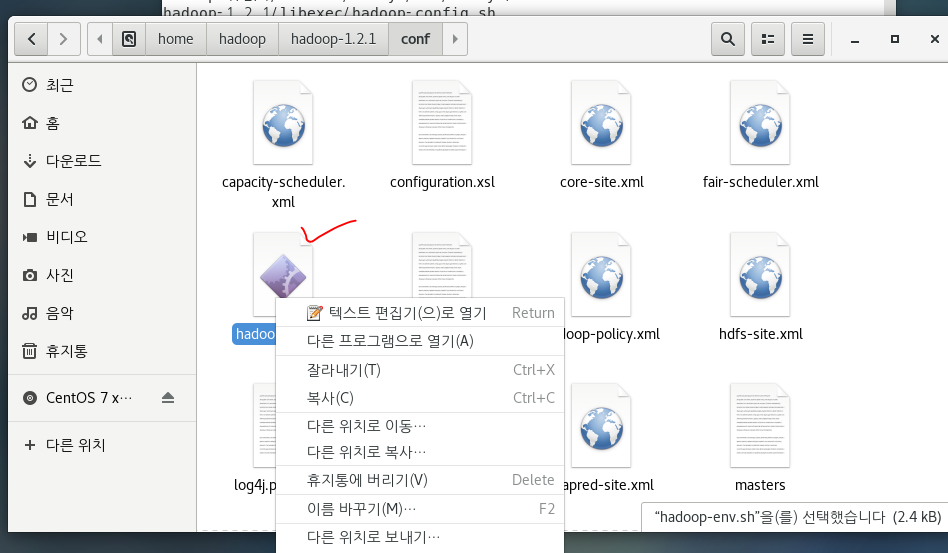 hadoop-1.2.1/libexec/hadoop-config.sh
home
hadoop
hadoop-1.2.1
conf
최근
홈
다운로드
문서
비디오
사진
음악
휴지통
CentOS 7 x…
다른 위치
capacity-scheduler.
xml
configuration.xsl
core-site.xml
fair-scheduler.xml
hadoo
doop-policy.xml
hdfs-site.xml
log4j.p
apred-site.xml
masters
텍스트 편집기(으)로 열기 Return
다른 프로그램으로 열기(A)
잘라내기(T) Ctrl+X
복사(C) Ctrl+C
다른 위치로 이동…
다른 위치로 복사…
휴지통에 버리기(V) Delete
이름 바꾸기(M)… F2
다른 위치로 보내기…
“hadoop-env.sh”을(를) 선택했습니다 (2.4 kB)